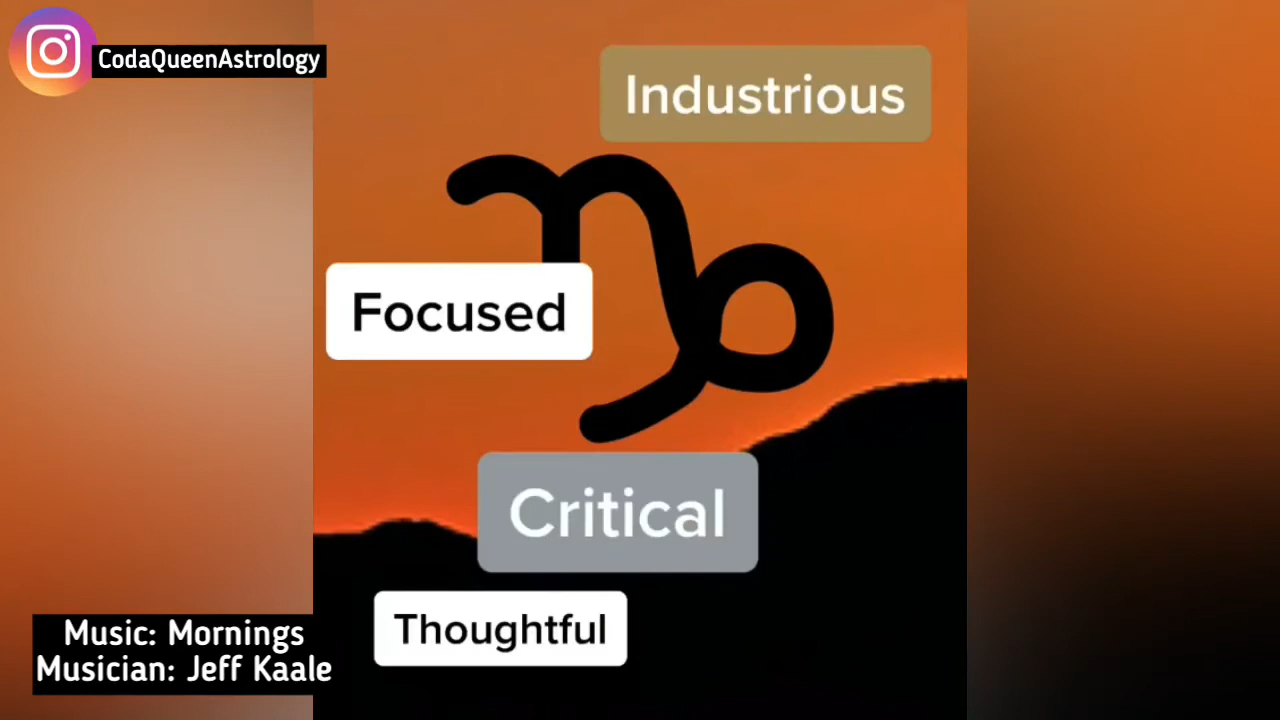 CodaQueenAstrology
Industrious
Focused
Critical
Thoughtful
Music: Mornings
Musician: Jeff Kaale